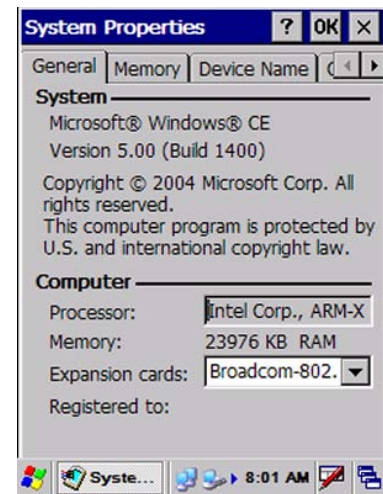 System Properties ? OK ×
General Memory Device Name
System
Microsoft® Windows® CE
Version 5.00 (Build 1400)
Copyright © 2004 Microsoft Corp. All
rights reserved.
This computer program is protected by
U.S. and international copyright law.
Computer
Processor: Intel Corp., ARM-X
Memory: 23976 KB RAM
Expansion cards: Broadcom-802.
Registered to:
Syste... 8:01 AM